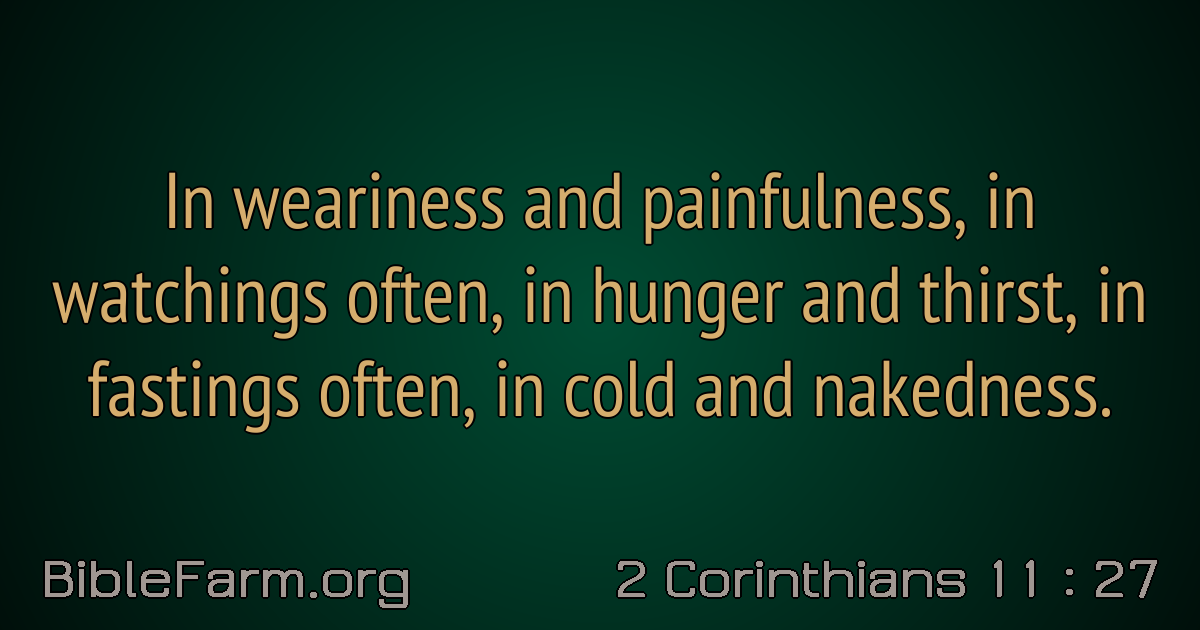 In weariness and painfulness, in
watchings often, in hunger and thirst, in
fastings often, in cold and nakedness.
BibleFarm.org
2 Corinthians 11 : 27